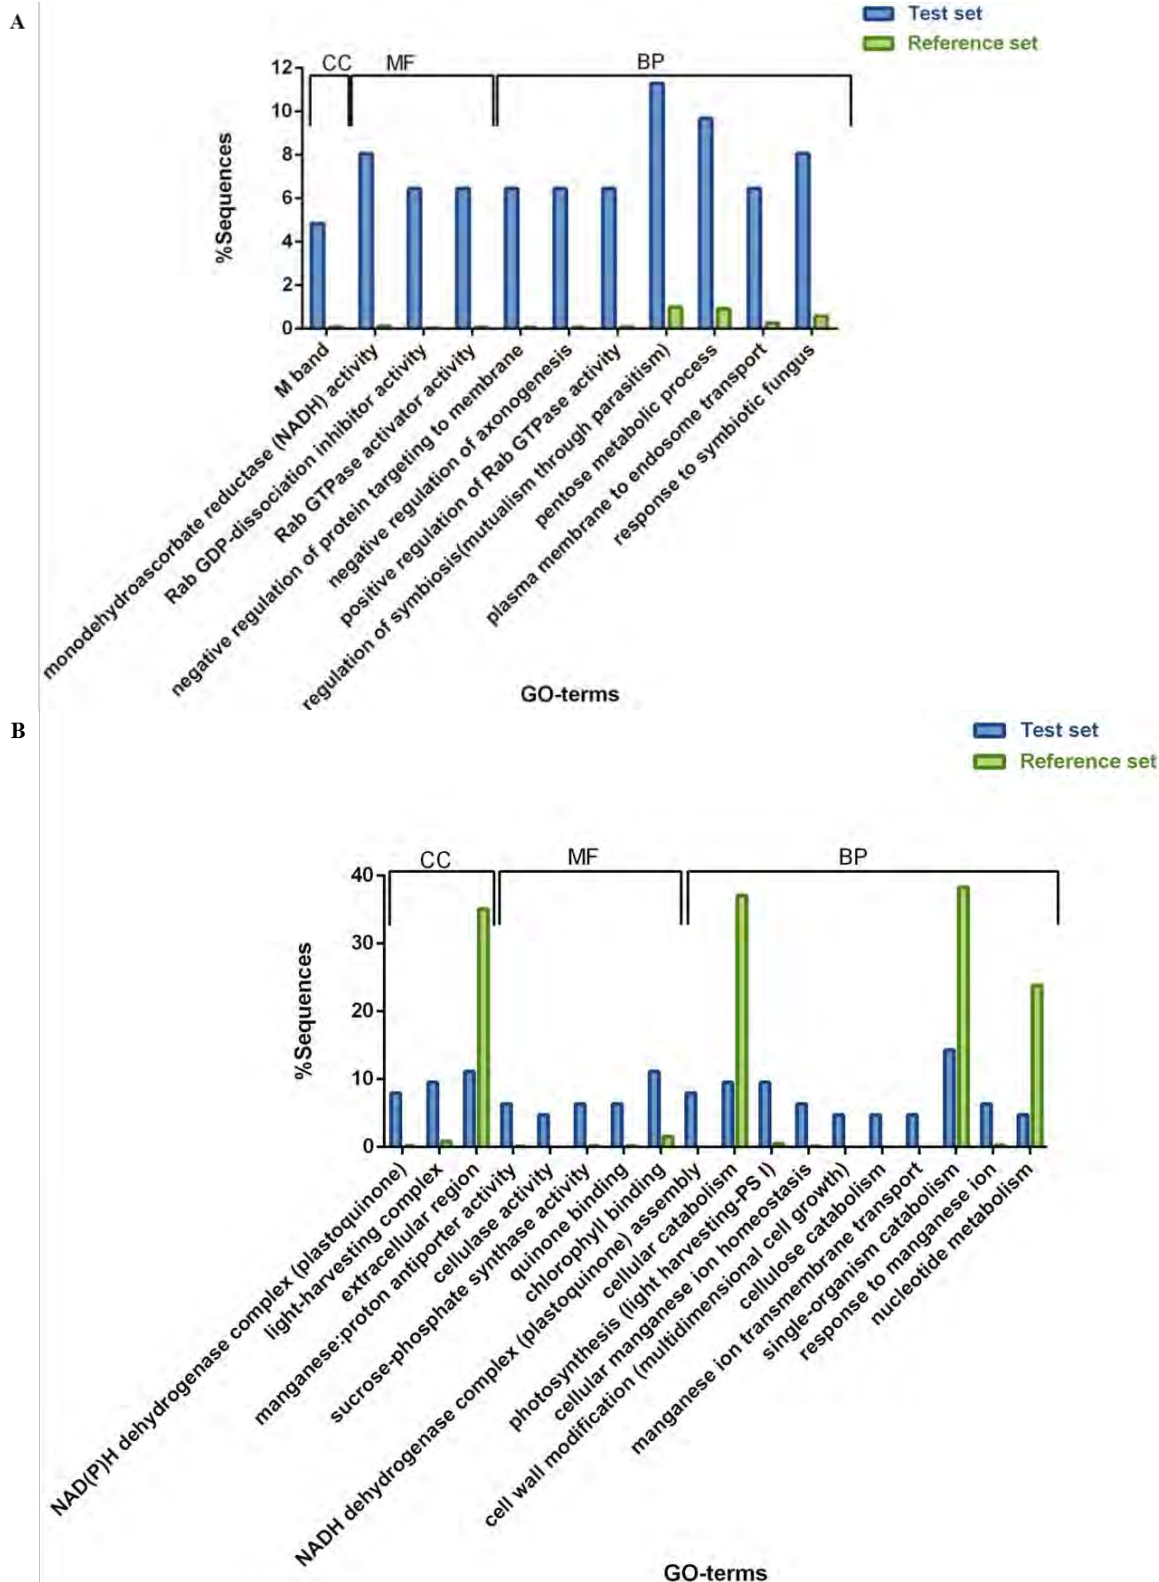 A
Test set
Reference set
CC MF BP
12
10
8
6
4
2
0
%Sequences
M band
monodehydroascorbate reductase (NADH) activity
Rab GDP-dissociation inhibitor activity
Rab GTPase activator activity
negative regulation of protein targeting to membrane
negative regulation of axonogenesis
positive regulation of Rab GTPase activity
regulation of symbiosis(mutualism through parasitism)
pentose metabolic process
plasma membrane to endosome transport
response to symbiotic fungus
GO-terms
B
Test set
Reference set
CC MF BP
40
30
20
10
0
%Sequences
NAD(P)H dehydrogenase complex (plastoquinone)
light-harvesting complex
extracellular region
manganese:proton antiporter activity
cellulase activity
sucrose-phosphate synthase activity
quinone binding
chlorophyll binding
NADH dehydrogenase complex (plastoquinone) assembly
cellular catabolism
photosynthesis (light harvesting-PS I)
cellular manganese ion homeostasis
cell wall modification (multidimensional cell growth)
cellulose catabolism
manganese ion transmembrane transport
single-organism catabolism
response to manganese ion
nucleotide metabolism
GO-terms